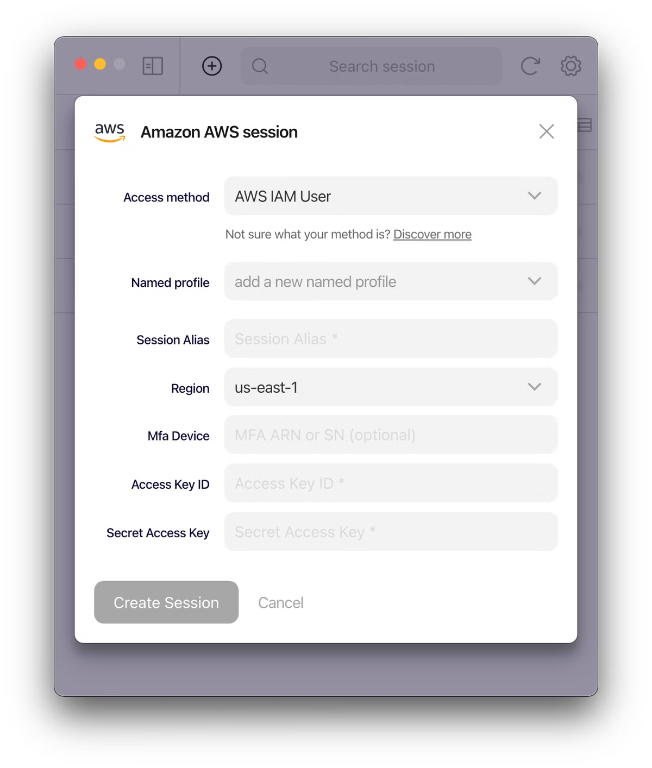 Search session
aws
Amazon AWS session
Access method
AWS IAM User
Not sure what your method is? Discover more
Named profile
add a new named profile
Session Alias
Session Alias *
Region
us-east-1
Mfa Device
MFA ARN or SN (optional)
Access Key ID
Access Key ID *
Secret Access Key
Secret Access Key *
Create Session
Cancel